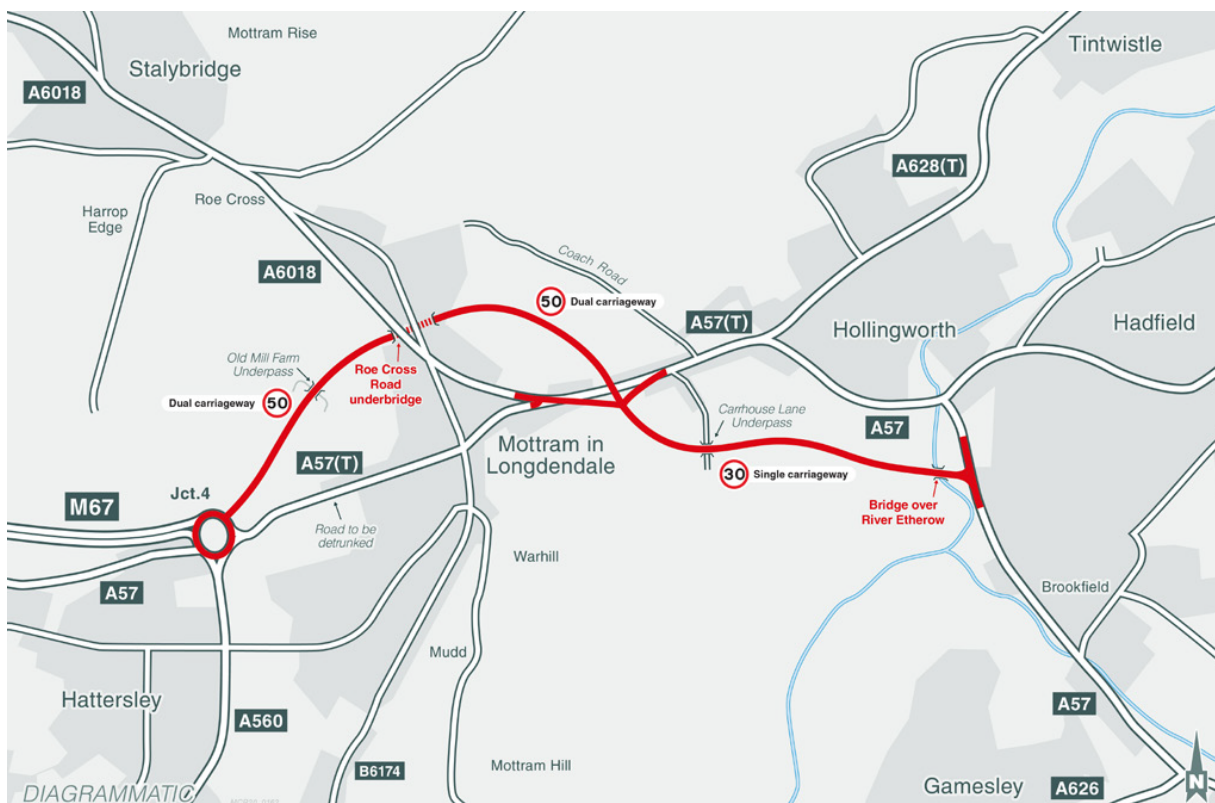 Mottram Rise
Tintwistle
Stalybridge
A6018
A628(T)
Roe Cross
Harrop
Edge
Coach Road
A6018
50 Dual carriageway
A57(T)
Hollingworth
Hadfield
Old Mill Farm
Underpass
Roe Cross
Road
underbridge
Dual carriageway 50
Carrhouse Lane
Underpass
A57
Mottram in
Longdendale
A57(T)
30 Single carriageway
Jct.4
M67
Bridge over
River Etherow
Road to be
detrunked
Warhill
A57
Brookfield
Mudd
Hattersley
A560
A57
B6174
Mottram Hill
Gamesley
A626
N
DIAGRAMMATIC